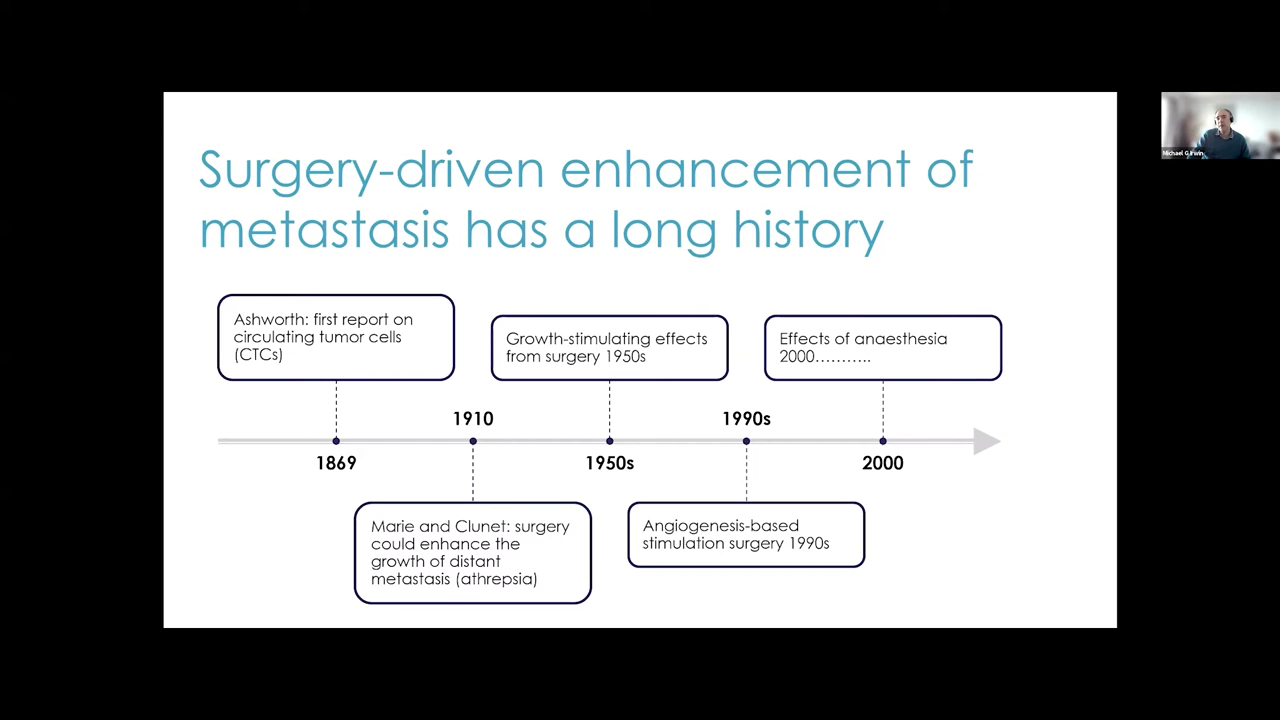 Surgery-driven enhancement of
metastasis has a long history
Ashworth: first report on
circulating tumor cells
(CTCs)
Growth-stimulating effects
from surgery 1950s
Effects of anaesthesia
2000...........
1910
1990s
1869
1950s
2000
Marie and Clunet: surgery
could enhance the
growth of distant
metastasis (athrepsia)
Angiogenesis-based
stimulation surgery 1990s
Michael G Irwin